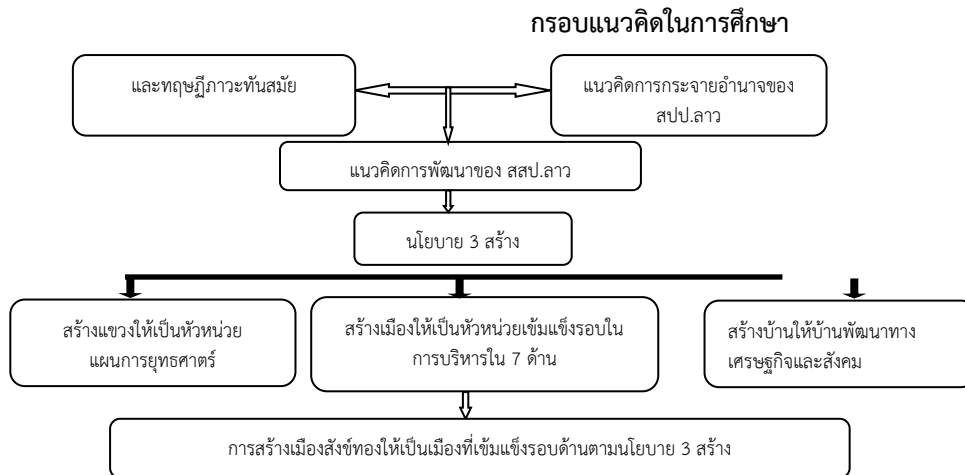 กรอบแนวคิดในการศึกษา
และทฤษฏีภาวะทันสมัย
แนวคิดการกระจายอำนาจของ
สปป.ลาว
แนวคิดการพัฒนาของ สสป.ลาว
นโยบาย 3 สร้าง
สร้างแขวงให้เป็นหัวหน่วย
แผนการยุทธศาตร์
สร้างเมืองให้เป็นหัวหน่วยเข้มแข็งรอบใน
การบริหารใน 7 ด้าน
สร้างบ้านให้บ้านพัฒนาทาง
เศรษฐกิจและสังคม
การสร้างเมืองสังข์ทองให้เป็นเมืองที่เข้มแข็งรอบด้านตามนโยบาย 3 สร้าง